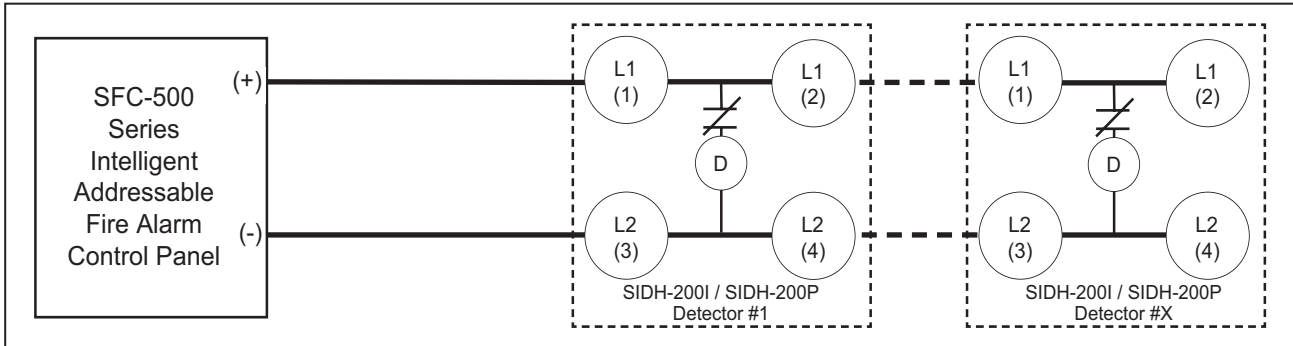 SFC-500
Series
Intelligent
Addressable
Fire Alarm
Control Panel
(+)
(-)
L1
(1)
L1
(2)
D
L2
(3)
L2
(4)
SIDH-200I / SIDH-200P
Detector #1
L1
(1)
L1
(2)
D
L2
(3)
L2
(4)
SIDH-200I / SIDH-200P
Detector #X